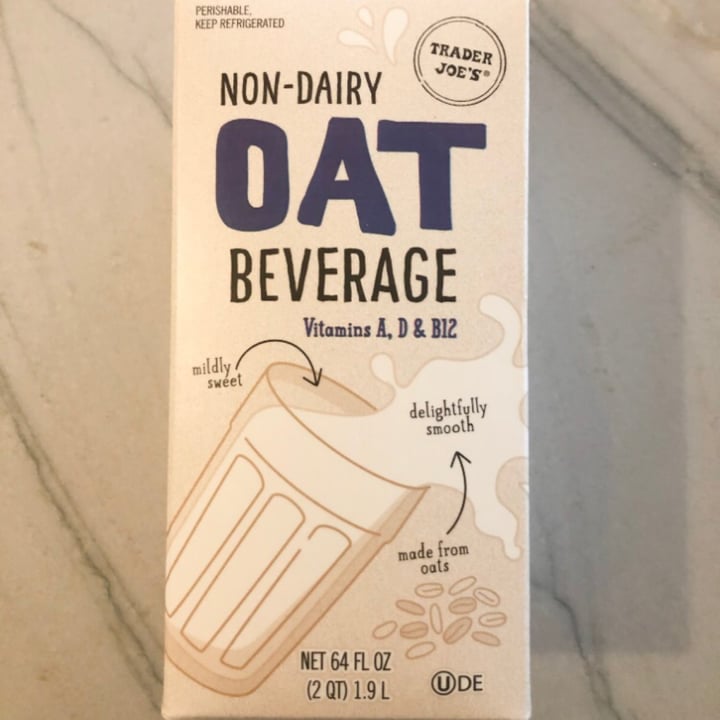 PERISHABLE,
KEEP REFRIGERATED
TRADER
JOE'S®
NON-DAIRY
OAT
BEVERAGE
Vitamins A, D & B12
mildly
sweet
delightfully
smooth
made from
oats
NET 64 FL OZ
(2 QT) 1.9 L
U DE